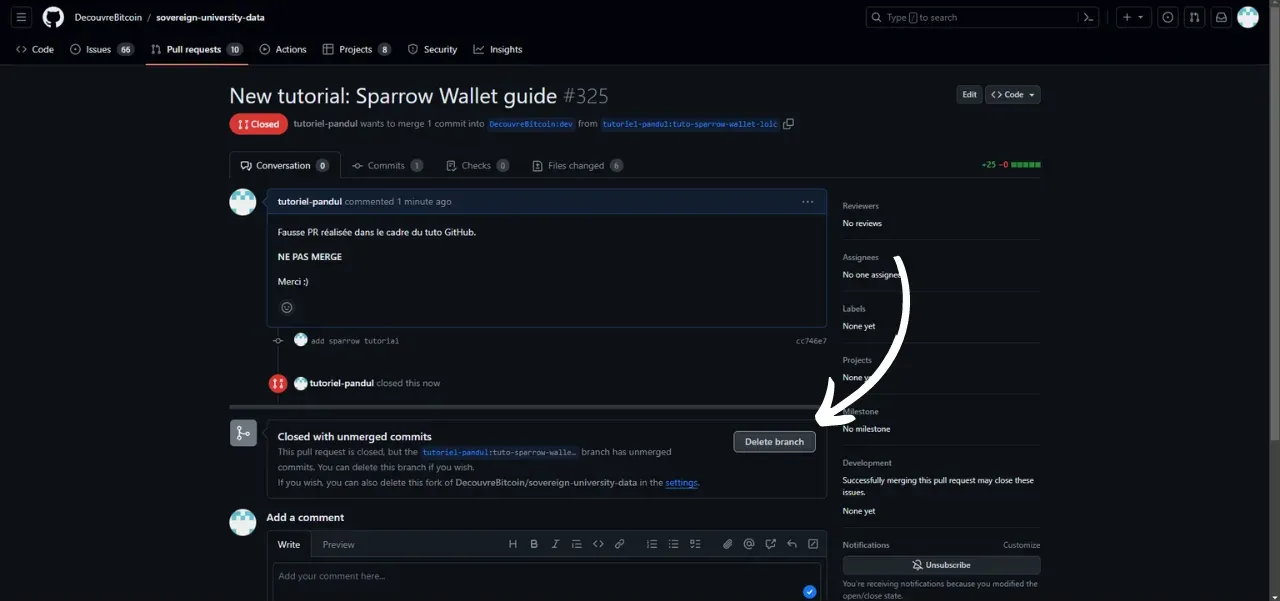 DecouvreBitcoin / sovereign-university-data
Type / to search
Code
Issues 66
Pull requests 10
Actions
Projects 8
Security
Insights
New tutorial: Sparrow Wallet guide #325
Edit
Code
Closed
tutoriel-pandul wants to merge 1 commit into DecouvreBitcoin:dev from tutoriel-pandul:tuto-sparrow-wallet-loic
Conversation 0
Commits 1
Checks 0
Files changed 6
+25 −0
tutoriel-pandul commented 1 minute ago
Fausse PR réalisée dans le cadre du tuto GitHub.
NE PAS MERGE
Merci :)
add sparrow tutorial
cc746e7
tutoriel-pandul closed this now
Closed with unmerged commits
This pull request is closed, but the tutoriel-pandul:tuto-sparrow-walle… branch has unmerged
commits. You can delete this branch if you wish.
If you wish, you can also delete this fork of DecouvreBitcoin/sovereign-university-data in the settings.
Delete branch
Add a comment
Write
Preview
Add your comment here...
Reviewers
No reviews
Assignees
No one assigned
Labels
None yet
Projects
None yet
Milestone
No milestone
Development
Successfully merging this pull request may close these
issues.
None yet
Notifications
Customize
Unsubscribe
You're receiving notifications because you modified the
open/close state.